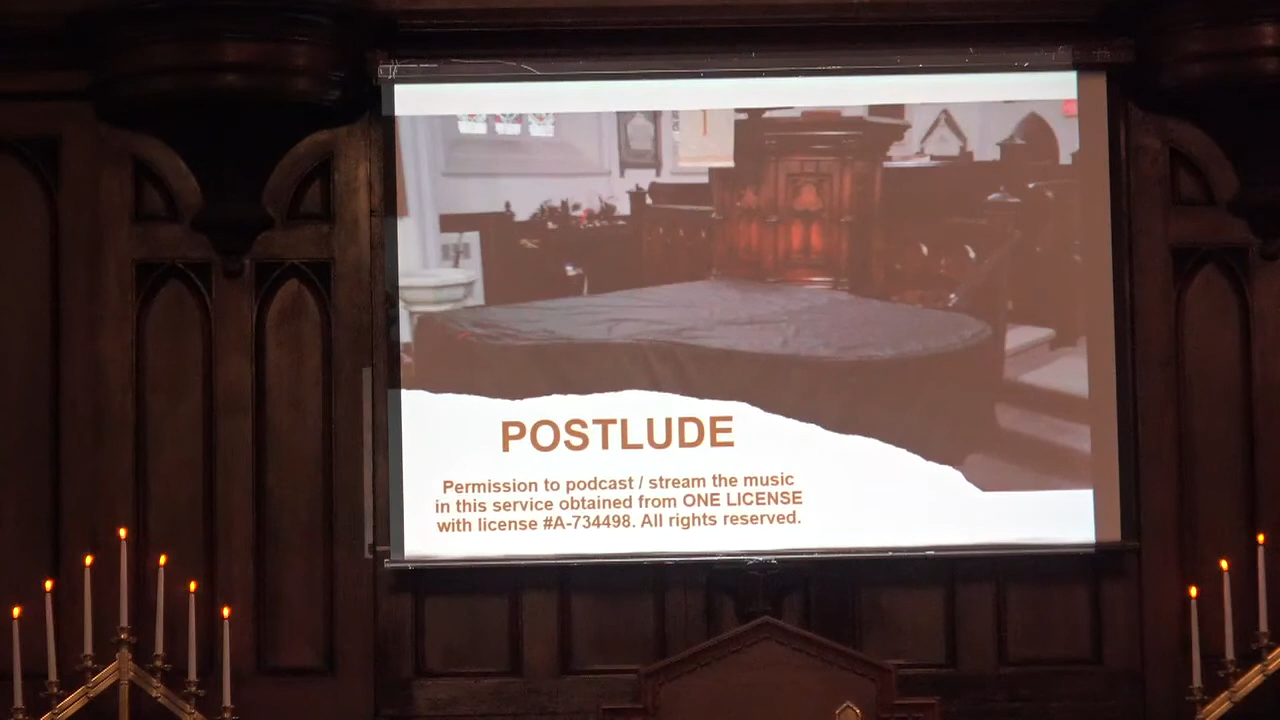 POSTLUDE
Permission to podcast / stream the music
in this service obtained from ONE LICENSE
with license #A-734498. All rights reserved.